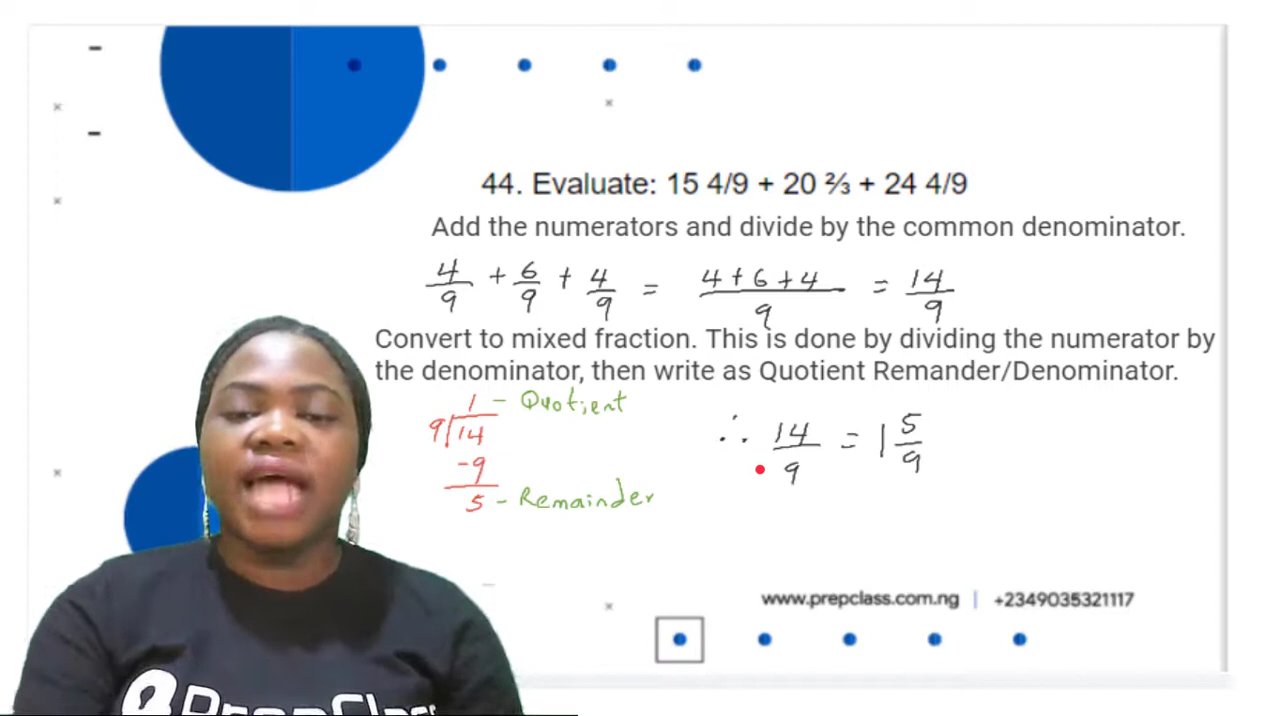 44. Evaluate: 15 4/9 + 20 ⅔ + 24 4/9
Add the numerators and divide by the common denominator.
4/9 + 6/9 + 4/9 = (4+6+4)/9 = 14/9
Convert to mixed fraction. This is done by dividing the numerator by
the denominator, then write as Quotient Remander/Denominator.
1 - Quotient
9 14
-9
5 - Remainder
∴ 14/9 = 1 5/9
www.prepclass.com.ng | +2349035321117
PrepClass